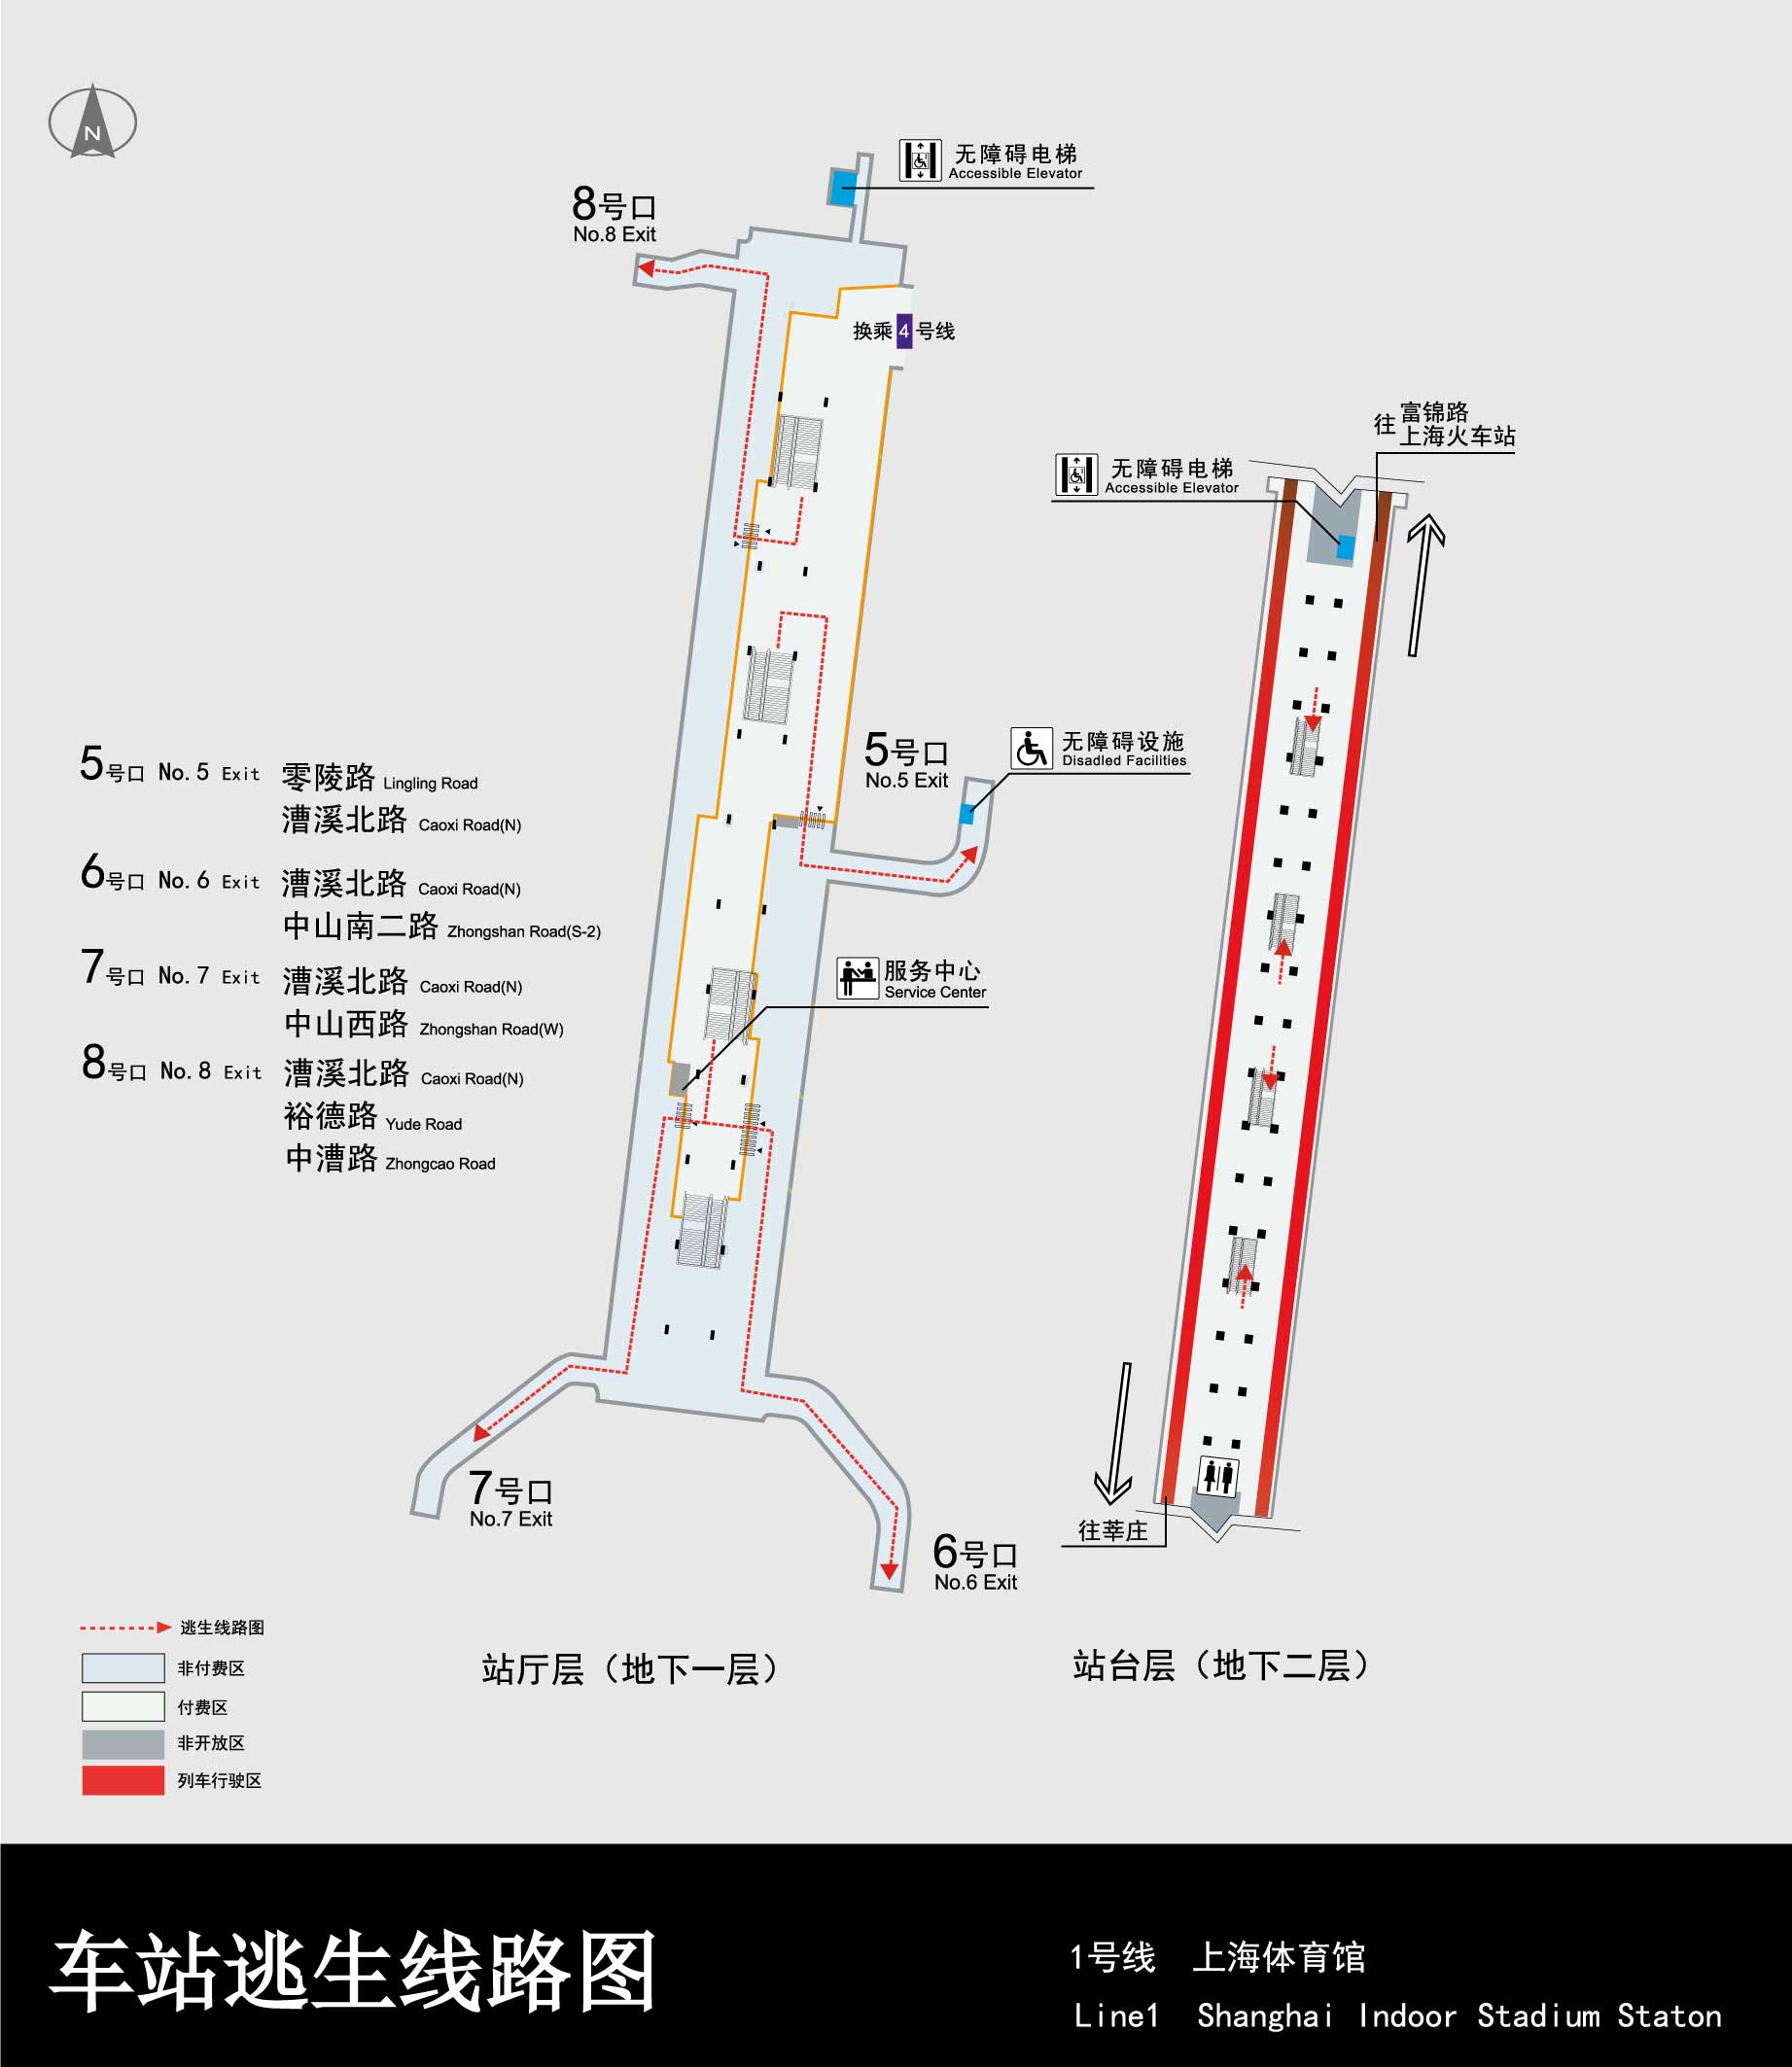 N
无障碍电梯
Accessible Elevator
8号口
No.8 Exit
换乘 4 号线
往 富锦路
上海火车站
无障碍电梯
Accessible Elevator
5号口
No.5 Exit
无障碍设施
Disadled Facilities
5号口 No.5 Exit 零陵路 Lingling Road
漕溪北路 Caoxi Road(N)
6号口 No.6 Exit 漕溪北路 Caoxi Road(N)
中山南二路 Zhongshan Road(S-2)
7号口 No.7 Exit 漕溪北路 Caoxi Road(N)
中山西路 Zhongshan Road(W)
8号口 No.8 Exit 漕溪北路 Caoxi Road(N)
裕德路 Yude Road
中漕路 Zhongcao Road
服务中心
Service Center
7号口
No.7 Exit
6号口
No.6 Exit
往莘庄
逃生线路图
非付费区
付费区
非开放区
列车行驶区
站厅层（地下一层）
站台层（地下二层）
车站逃生线路图
1号线 上海体育馆
Line1 Shanghai Indoor Stadium Staton